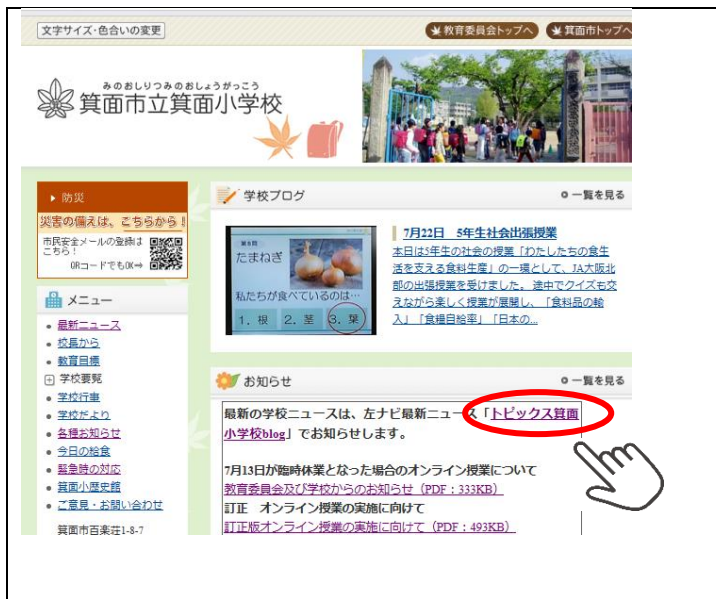 文字サイズ・色合いの変更
教育委員会トップへ 箕面市トップへ
みのおしりつみのおしょうがっこう
箕面市立箕面小学校
防災
災害の備えは、こちらから!
市民安全メールの登録は
こちら!
QRコードでもOK→
メニュー
最新ニュース
校長から
教育目標
学校要覧
学校行事
学校だより
各種お知らせ
今日の給食
緊急時の対応
箕面小歴史館
ご意見・お問い合わせ
箕面市百楽荘1-8-7
学校ブログ
一覧を見る
たまねぎ
私たちが食べているのは…
1. 根 2. 茎 3. 葉
7月22日 5年生社会出張授業
本日は5年生の社会の授業「わたしたちの食生
活を支える食料生産」の一環として、JA大阪北
部の出張授業を受けました。 途中でクイズも交
えながら楽しく授業が展開し、「食料品の輸
入」「食糧自給率」「日本の...
お知らせ
一覧を見る
最新の学校ニュースは、左ナビ最新ニュース「トピックス箕面
小学校blog」でお知らせします。
7月13日が臨時休業となった場合のオンライン授業について
教育委員会及び学校からのお知らせ（PDF：333KB）
訂正 オンライン授業の実施に向けて
訂正版オンライン授業の実施に向けて（PDF：493KB）